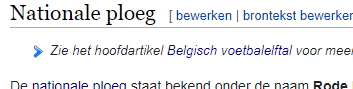 Nationale ploeg [ bewerken | brontekst bewerken
Zie het hoofdartikel Belgisch voetbalelftal voor meer
De nationale ploeg staat bekend onder de naam Rode